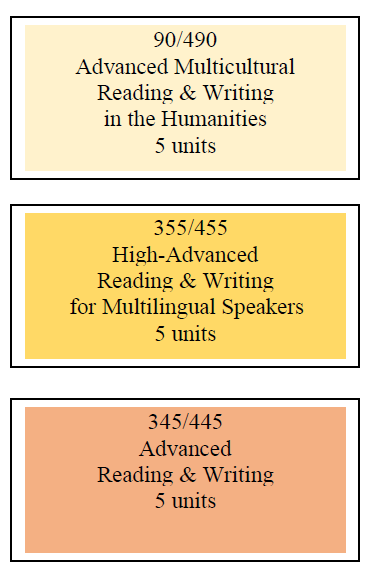 90/490
Advanced Multicultural
Reading & Writing
in the Humanities
5 units
355/455
High-Advanced
Reading & Writing
for Multilingual Speakers
5 units
345/445
Advanced
Reading & Writing
5 units